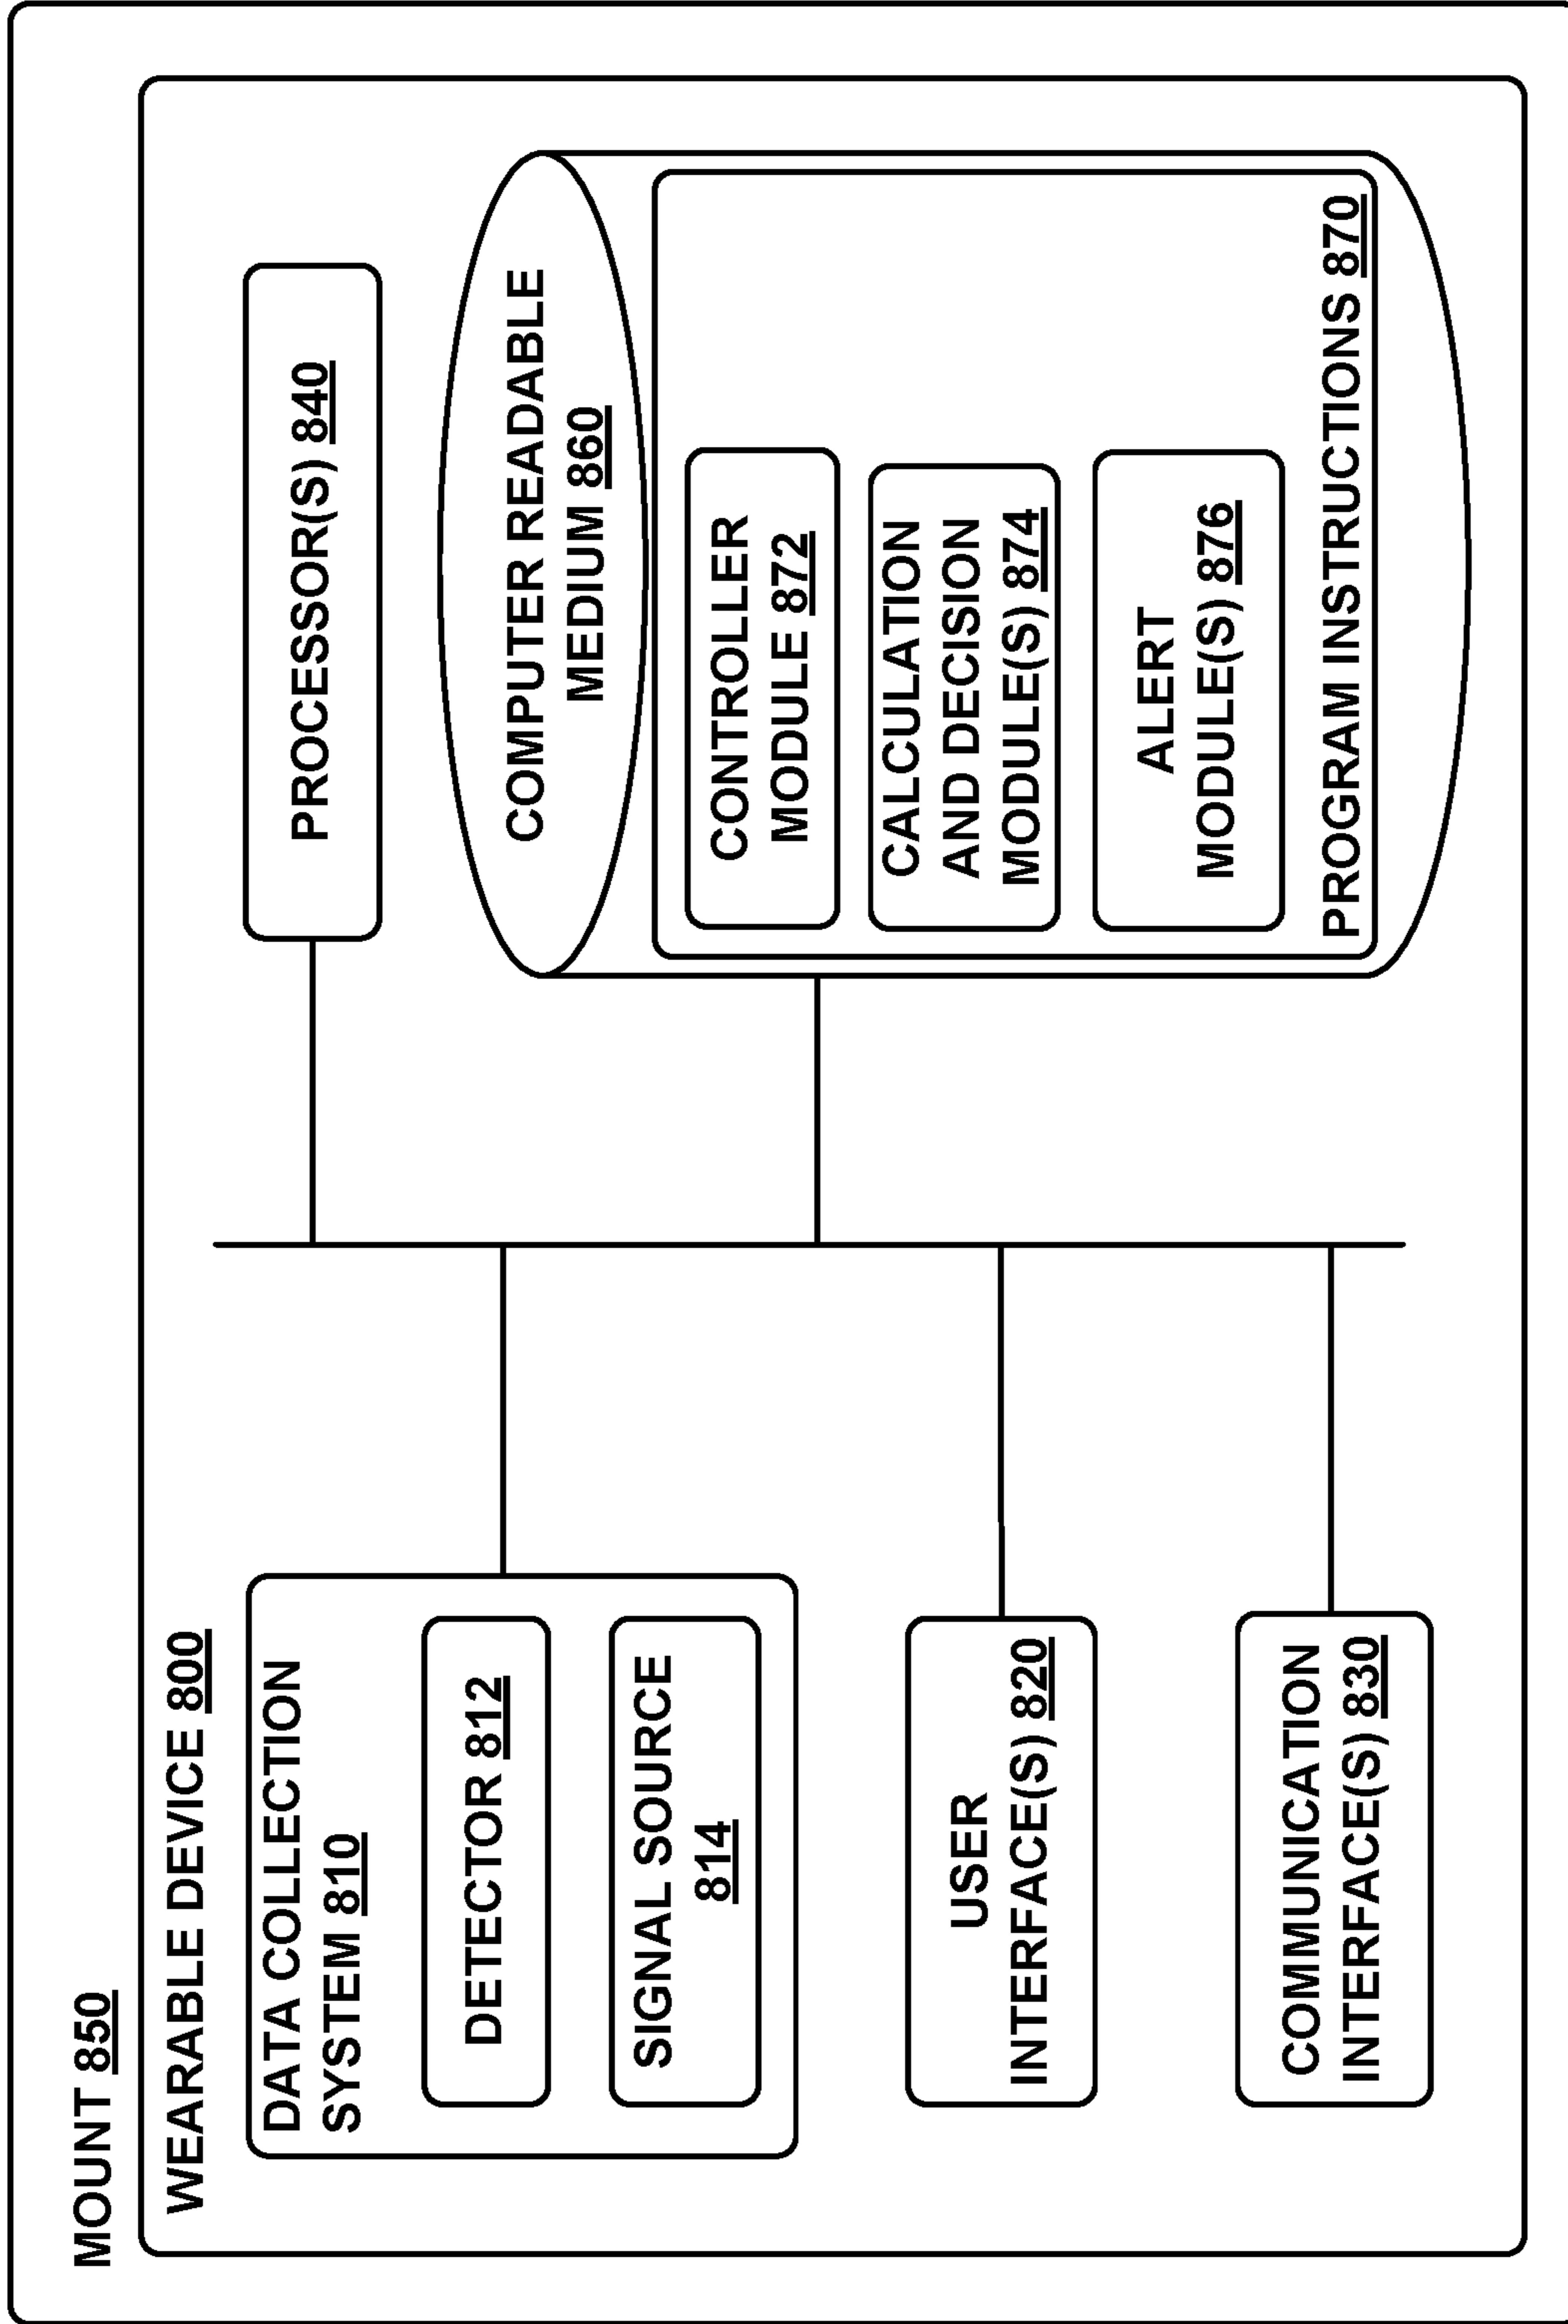 MOUNT 850
WEARABLE DEVICE 800
DATA COLLECTION
SYSTEM 810
DETECTOR 812
SIGNAL SOURCE
814
USER
INTERFACE(S) 820
COMMUNICATION
INTERFACE(S) 830
PROCESSOR(S) 840
COMPUTER READABLE
MEDIUM 860
CONTROLLER
MODULE 872
CALCULATION
AND DECISION
MODULE(S) 874
ALERT
MODULE(S) 876
PROGRAM INSTRUCTIONS 870